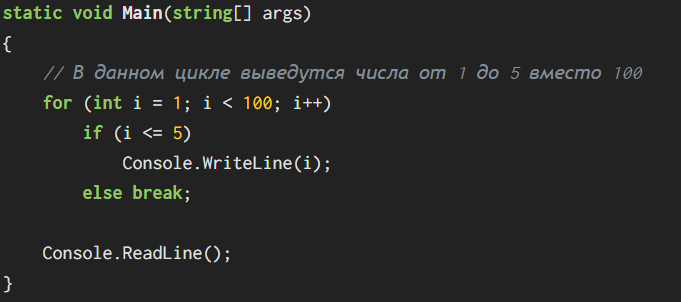 static void Main(string[] args)
{
    // В данном цикле выведутся числа от 1 до 5 вместо 100
    for (int i = 1; i < 100; i++)
        if (i <= 5)
            Console.WriteLine(i);
        else break;

    Console.ReadLine();
}